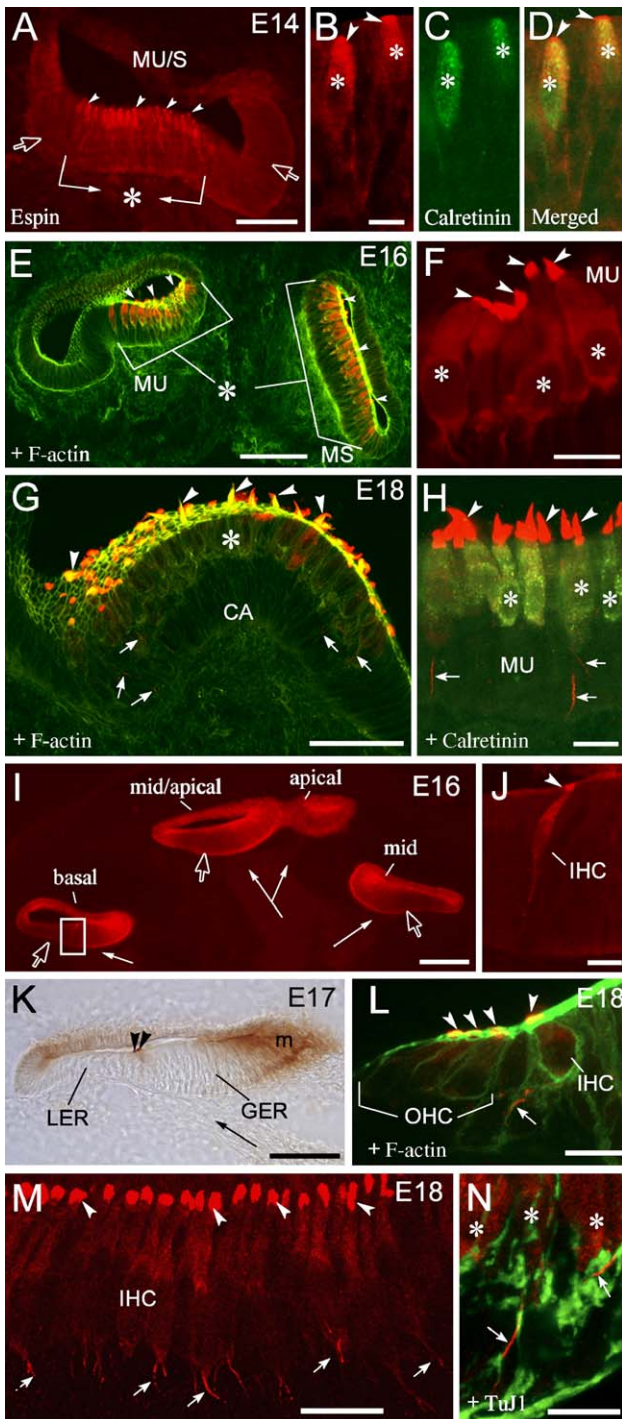 A E14
MU/S
*
Espin
B
*
*
C
*
*
Calretinin
D
*
*
Merged
E E16
MU
*
MS
+ F-actin
F
MU
*
*
*
G E18
*
CA
+ F-actin
H
*
*
*
MU
+ Calretinin
I E16
mid/apical
apical
basal
mid
J
IHC
K E17
m
LER
GER
L E18
IHC
OHC
+ F-actin
M E18
IHC
N
*
*
*
+ TuJ1